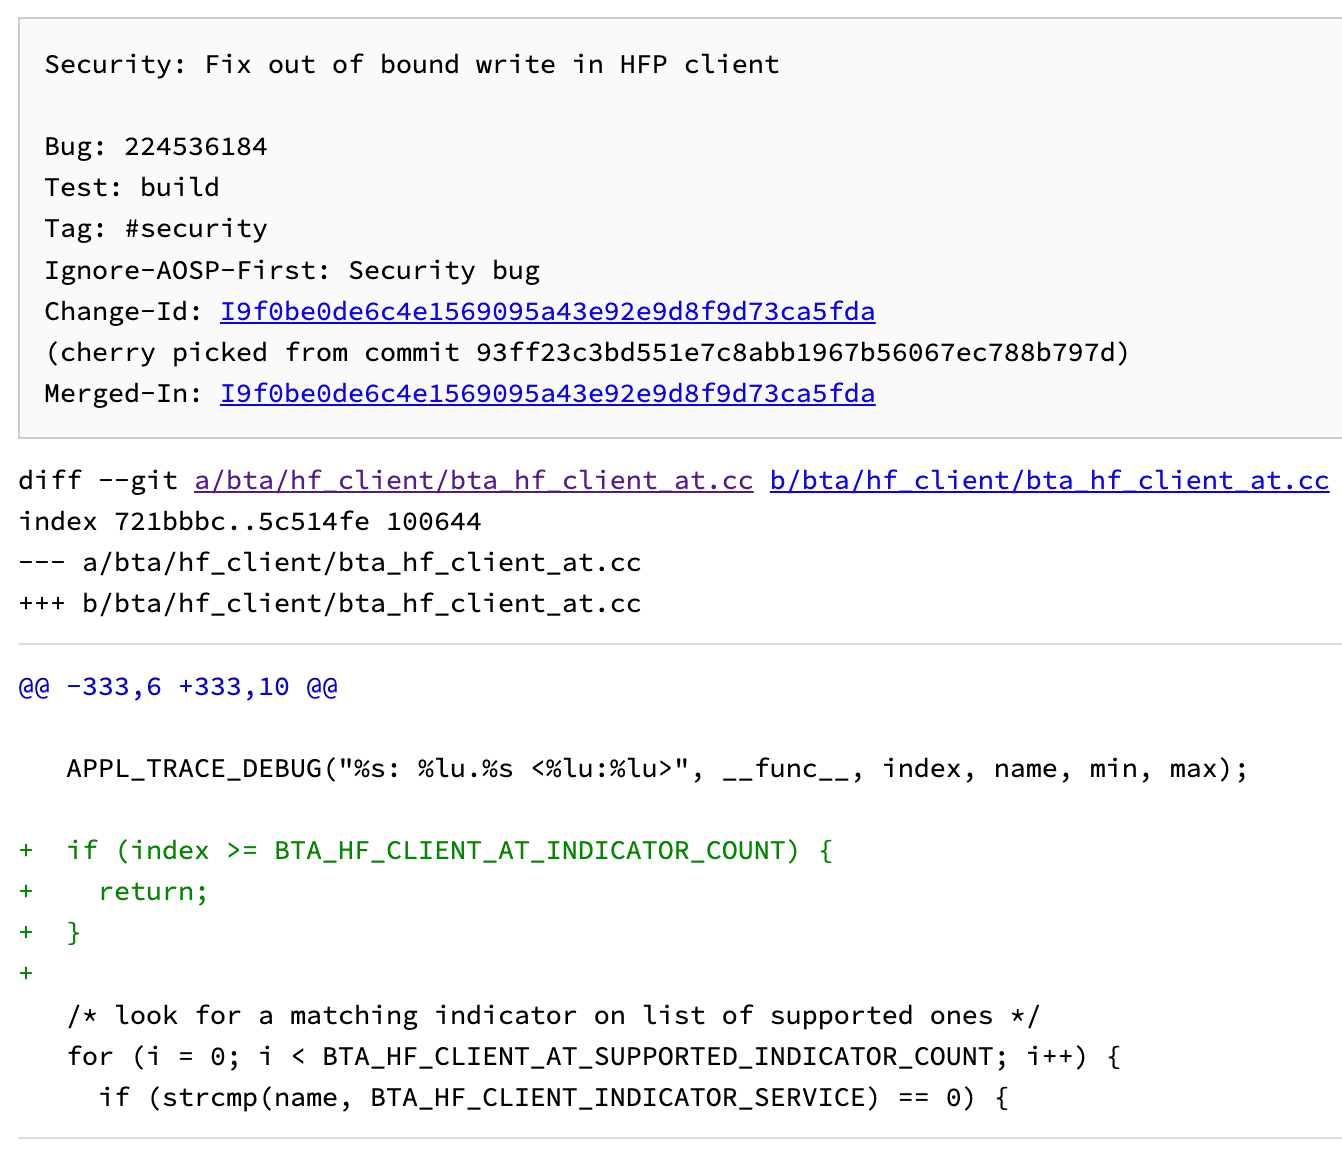 Security: Fix out of bound write in HFP client
Bug: 224536184
Test: build
Tag: #security
Ignore-AOSP-First: Security bug
Change-Id: I9f0be0de6c4e1569095a43e92e9d8f9d73ca5fda
(cherry picked from commit 93ff23c3bd551e7c8abb1967b56067ec788b797d)
Merged-In: I9f0be0de6c4e1569095a43e92e9d8f9d73ca5fda
diff --git a/bta/hf_client/bta_hf_client_at.cc b/bta/hf_client/bta_hf_client_at.cc
index 721bbbc..5c514fe 100644
--- a/bta/hf_client/bta_hf_client_at.cc
+++ b/bta/hf_client/bta_hf_client_at.cc
@@ -333,6 +333,10 @@
   APPL_TRACE_DEBUG("%s: %lu.%s <%lu:%lu>", __func__, index, name, min, max);
+  if (index >= BTA_HF_CLIENT_AT_INDICATOR_COUNT) {
+    return;
+  }
+
   /* look for a matching indicator on list of supported ones */
   for (i = 0; i < BTA_HF_CLIENT_AT_SUPPORTED_INDICATOR_COUNT; i++) {
     if (strcmp(name, BTA_HF_CLIENT_INDICATOR_SERVICE) == 0) {